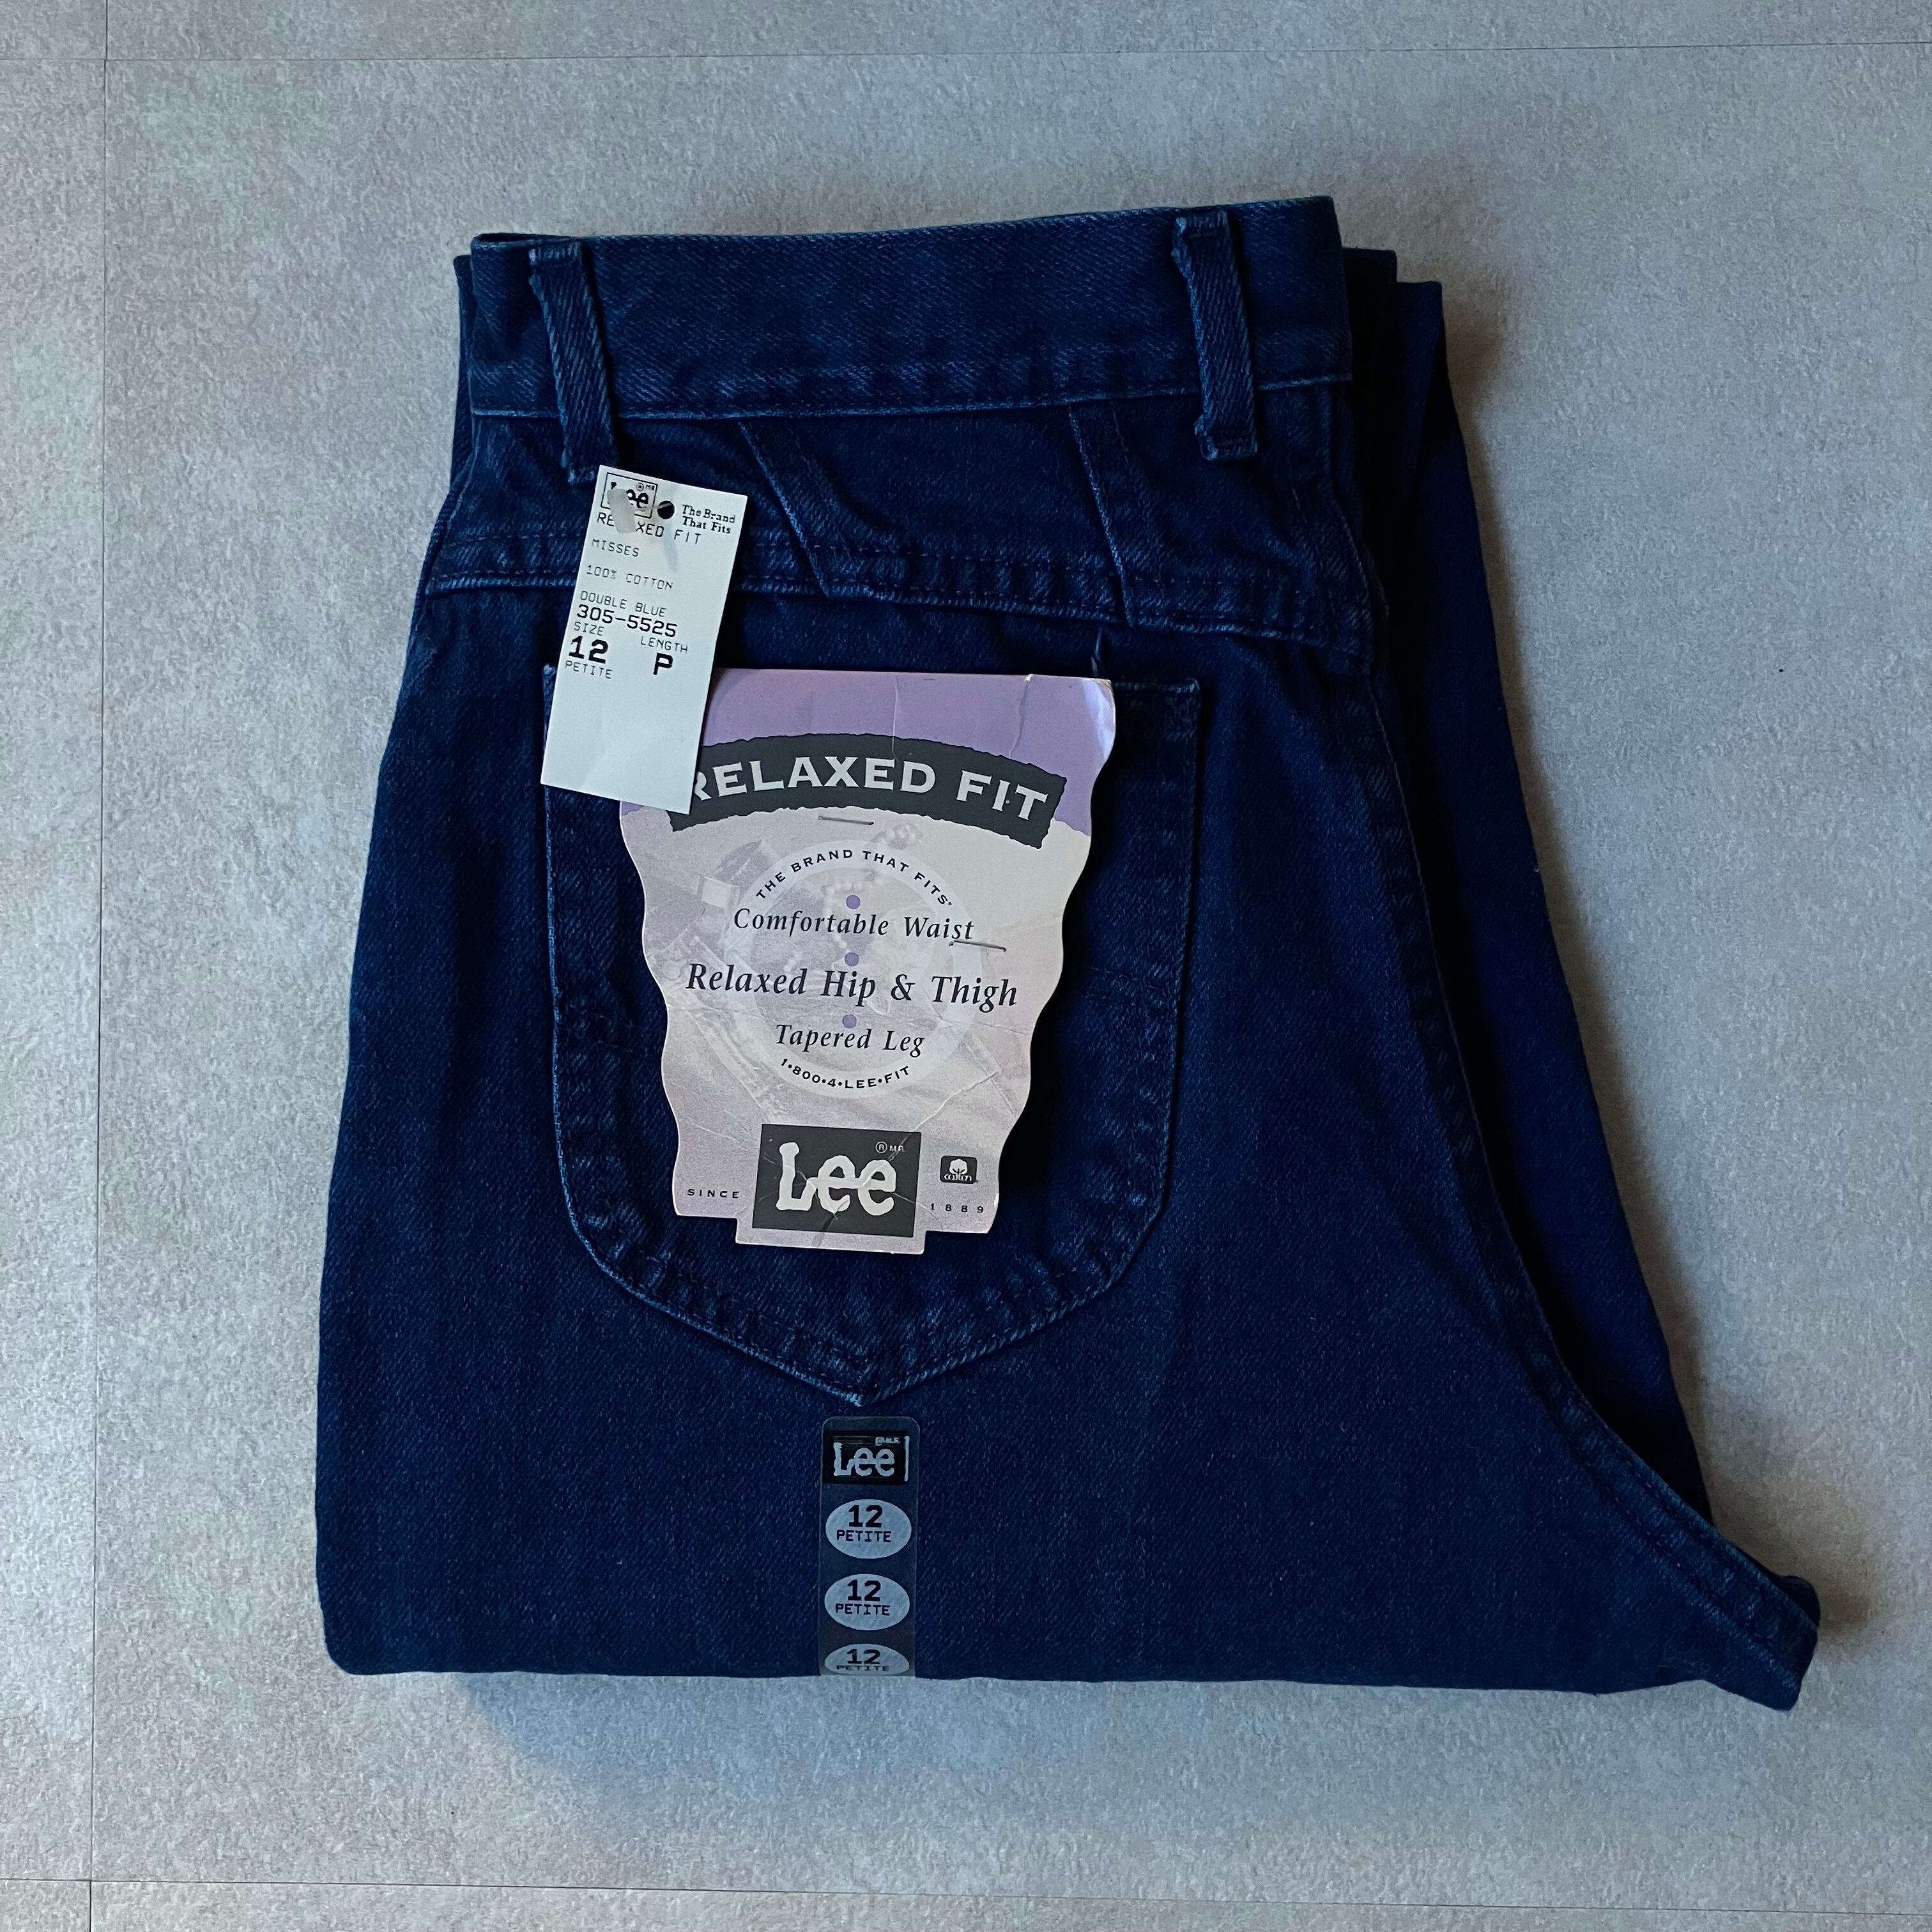 Lee ® MR
The Brand
That Fits
RELAXED FIT
MISSES
100% COTTON
DOUBLE BLUE
305-5525
SIZE LENGTH
12 P
PETITE
RELAXED FIT
THE BRAND THAT FITS®
Comfortable Waist
Relaxed Hip & Thigh
Tapered Leg
1•800•4•LEE•FIT
Lee ® M.R.
cotton
SINCE 1889
Lee ® M.R.
12
PETITE
12
PETITE
12
PETITE